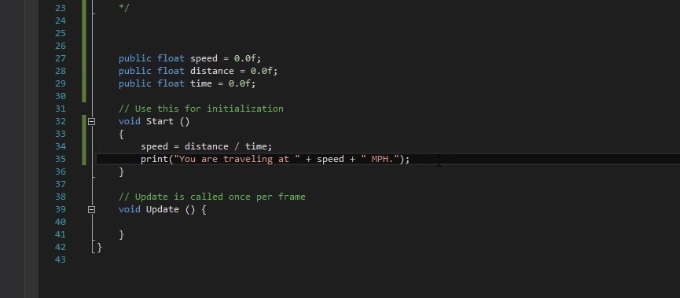 23 */
24
25
26
27 public float speed = 0.0f;
28 public float distance = 0.0f;
29 public float time = 0.0f;
30
31 // Use this for initialization
32 void Start ()
33 {
34 speed = distance / time;
35 print("You are traveling at " + speed + " MPH.");
36 }
37
38 // Update is called once per frame
39 void Update () {
40
41 }
42 }
43